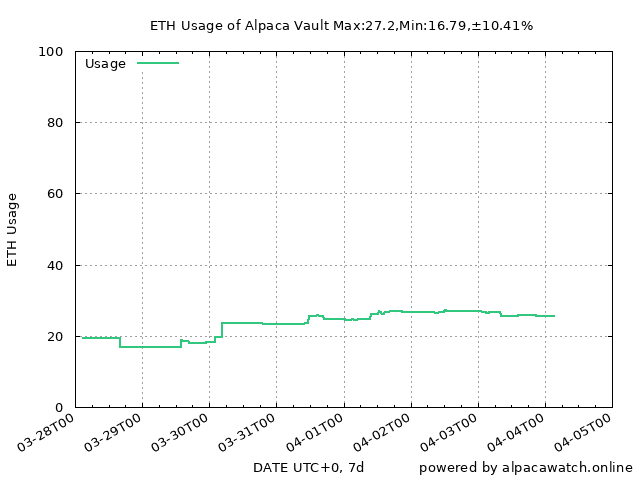 ETH Usage of Alpaca Vault Max:27.2,Min:16.79,±10.41%
Usage
100
80
60
40
20
0
ETH Usage
03-28T00
03-29T00
03-30T00
03-31T00
04-01T00
04-02T00
04-03T00
04-04T00
04-05T00
DATE UTC+0, 7d
powered by alpacawatch.online